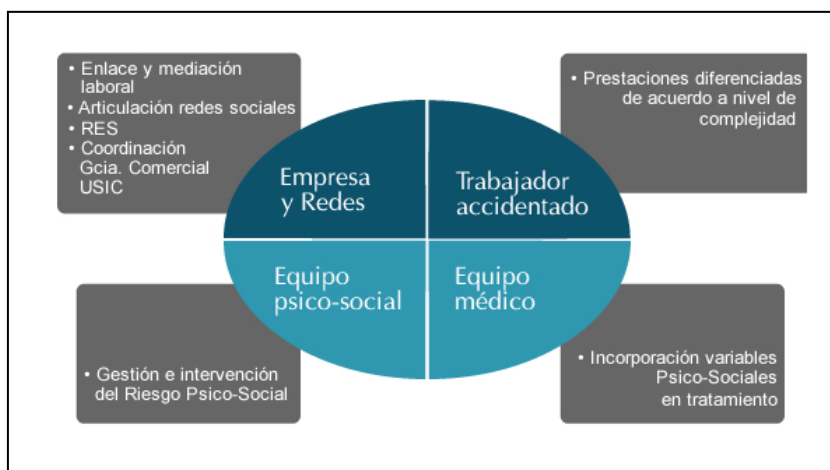 • Enlace y mediación
laboral
• Articulación redes sociales
• RES
• Coordinación
Gcia. Comercial
USIC
• Prestaciones diferenciadas
de acuerdo a nivel de
complejidad
Empresa
y Redes
Trabajador
accidentado
Equipo
psico-social
Equipo
médico
• Gestión e intervención
del Riesgo Psico-Social
• Incorporación variables
Psico-Sociales
en tratamiento